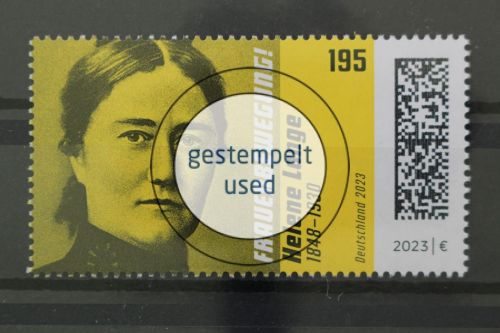 195
FRAUENBEWEGUNG!
Helene Lange
1848–1930
Deutschland 2023
2023 | €
gestempelt
used